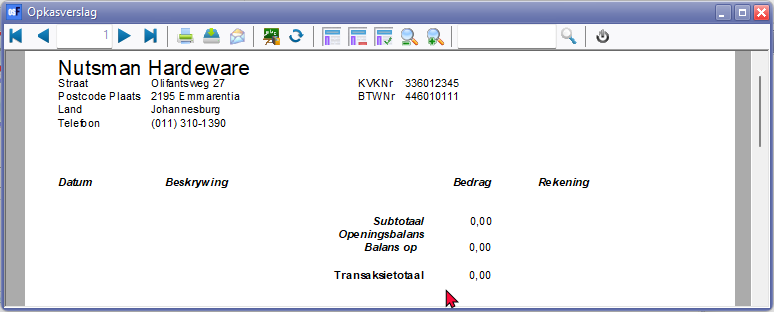 Opkasverslag
1
Nutsman Hardeware
Straat Olifantsweg 27 KVKNr 336012345
Postcode Plaats 2195 Emmarentia BTWNr 446010111
Land Johannesburg
Telefoon (011) 310-1390
Datum Beskrywing Bedrag Rekening
Subtotaal 0,00
Openingsbalans
Balans op 0,00
Transaksietotaal 0,00